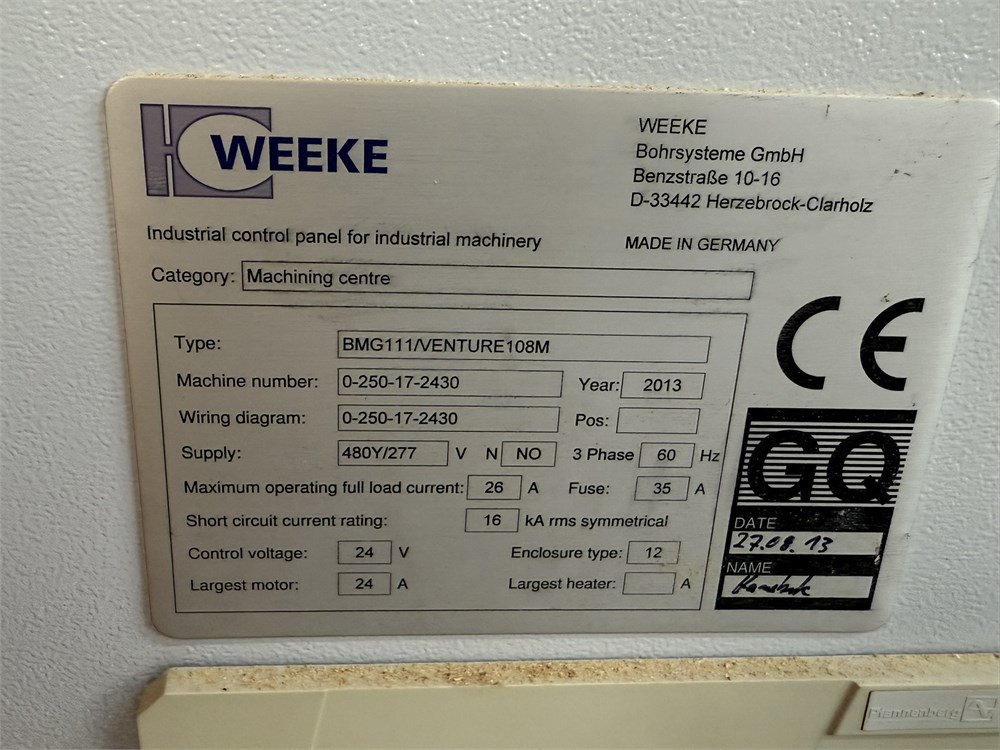 WEEKE
WEEKE
Bohrsysteme GmbH
Benzstraße 10-16
D-33442 Herzebrock-Clarholz
Industrial control panel for industrial machinery
MADE IN GERMANY
Category: Machining centre
CE
Type: BMG111/VENTURE108M
Machine number: 0-250-17-2430 Year: 2013
Wiring diagram: 0-250-17-2430 Pos:
Supply: 480Y/277 V N NO 3 Phase 60 Hz
Maximum operating full load current: 26 A Fuse: 35 A
Short circuit current rating: 16 kA rms symmetrical
Control voltage: 24 V Enclosure type: 12
Largest motor: 24 A Largest heater: A
GQ
DATE
27.08.13
NAME
Pfannenberg